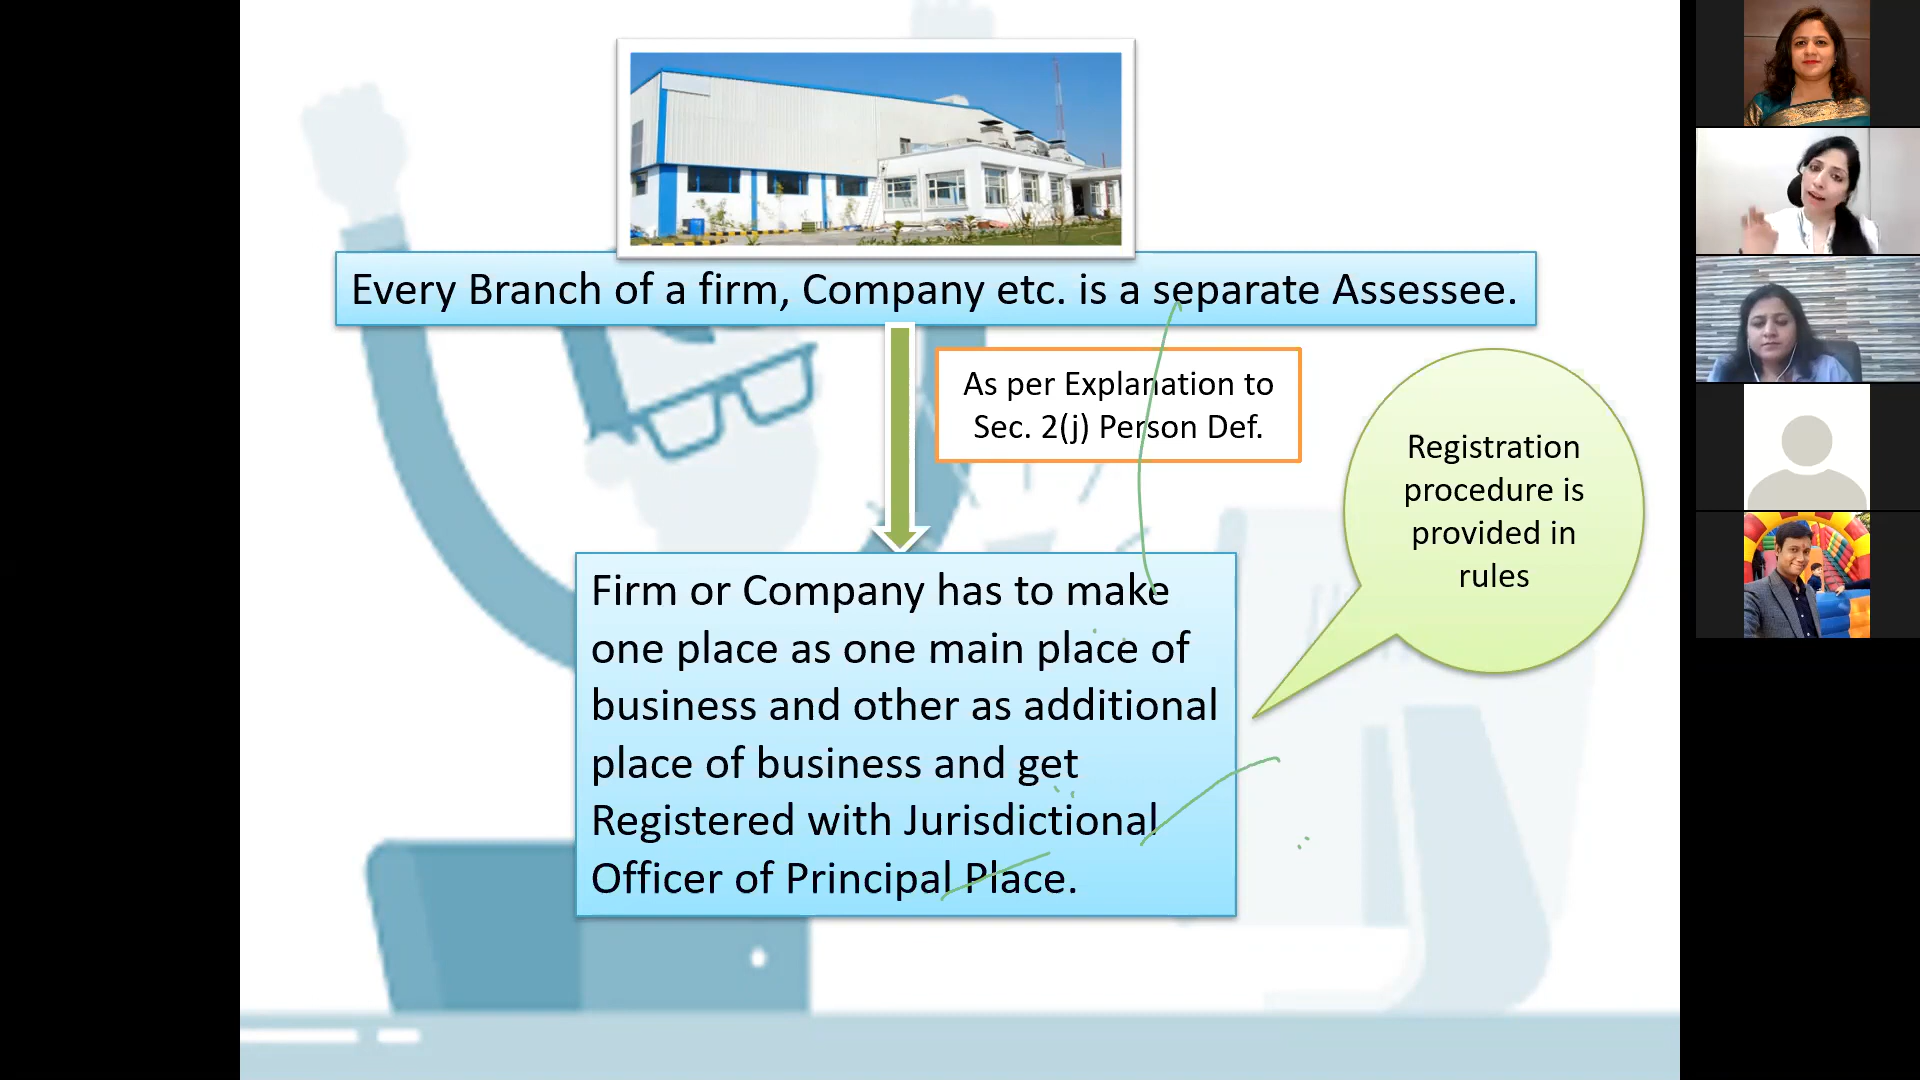 Every Branch of a firm, Company etc. is a separate Assessee.
As per Explanation to
Sec. 2(j) Person Def.
Registration
procedure is
provided in
rules
Firm or Company has to make
one place as one main place of
business and other as additional
place of business and get
Registered with Jurisdictional
Officer of Principal Place.